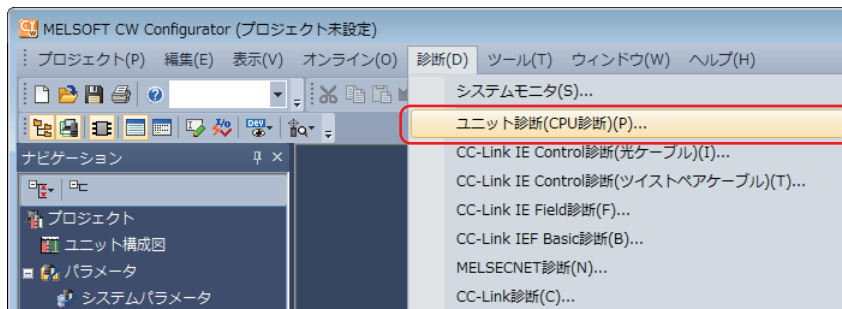 MELSOFT CW Configurator (プロジェクト未設定)
プロジェクト(P) 編集(E) 表示(V) オンライン(O) 診断(D) ツール(T) ウィンドウ(W) ヘルプ(H)
システムモニタ(S)...
ユニット診断(CPU診断)(P)...
CC-Link IE Control診断(光ケーブル)(I)...
CC-Link IE Control診断(ツイストペアケーブル)(T)...
CC-Link IE Field診断(F)...
CC-Link IEF Basic診断(B)...
MELSECNET診断(N)...
CC-Link診断(C)...
ナビゲーション
プロジェクト
ユニット構成図
パラメータ
システムパラメータ